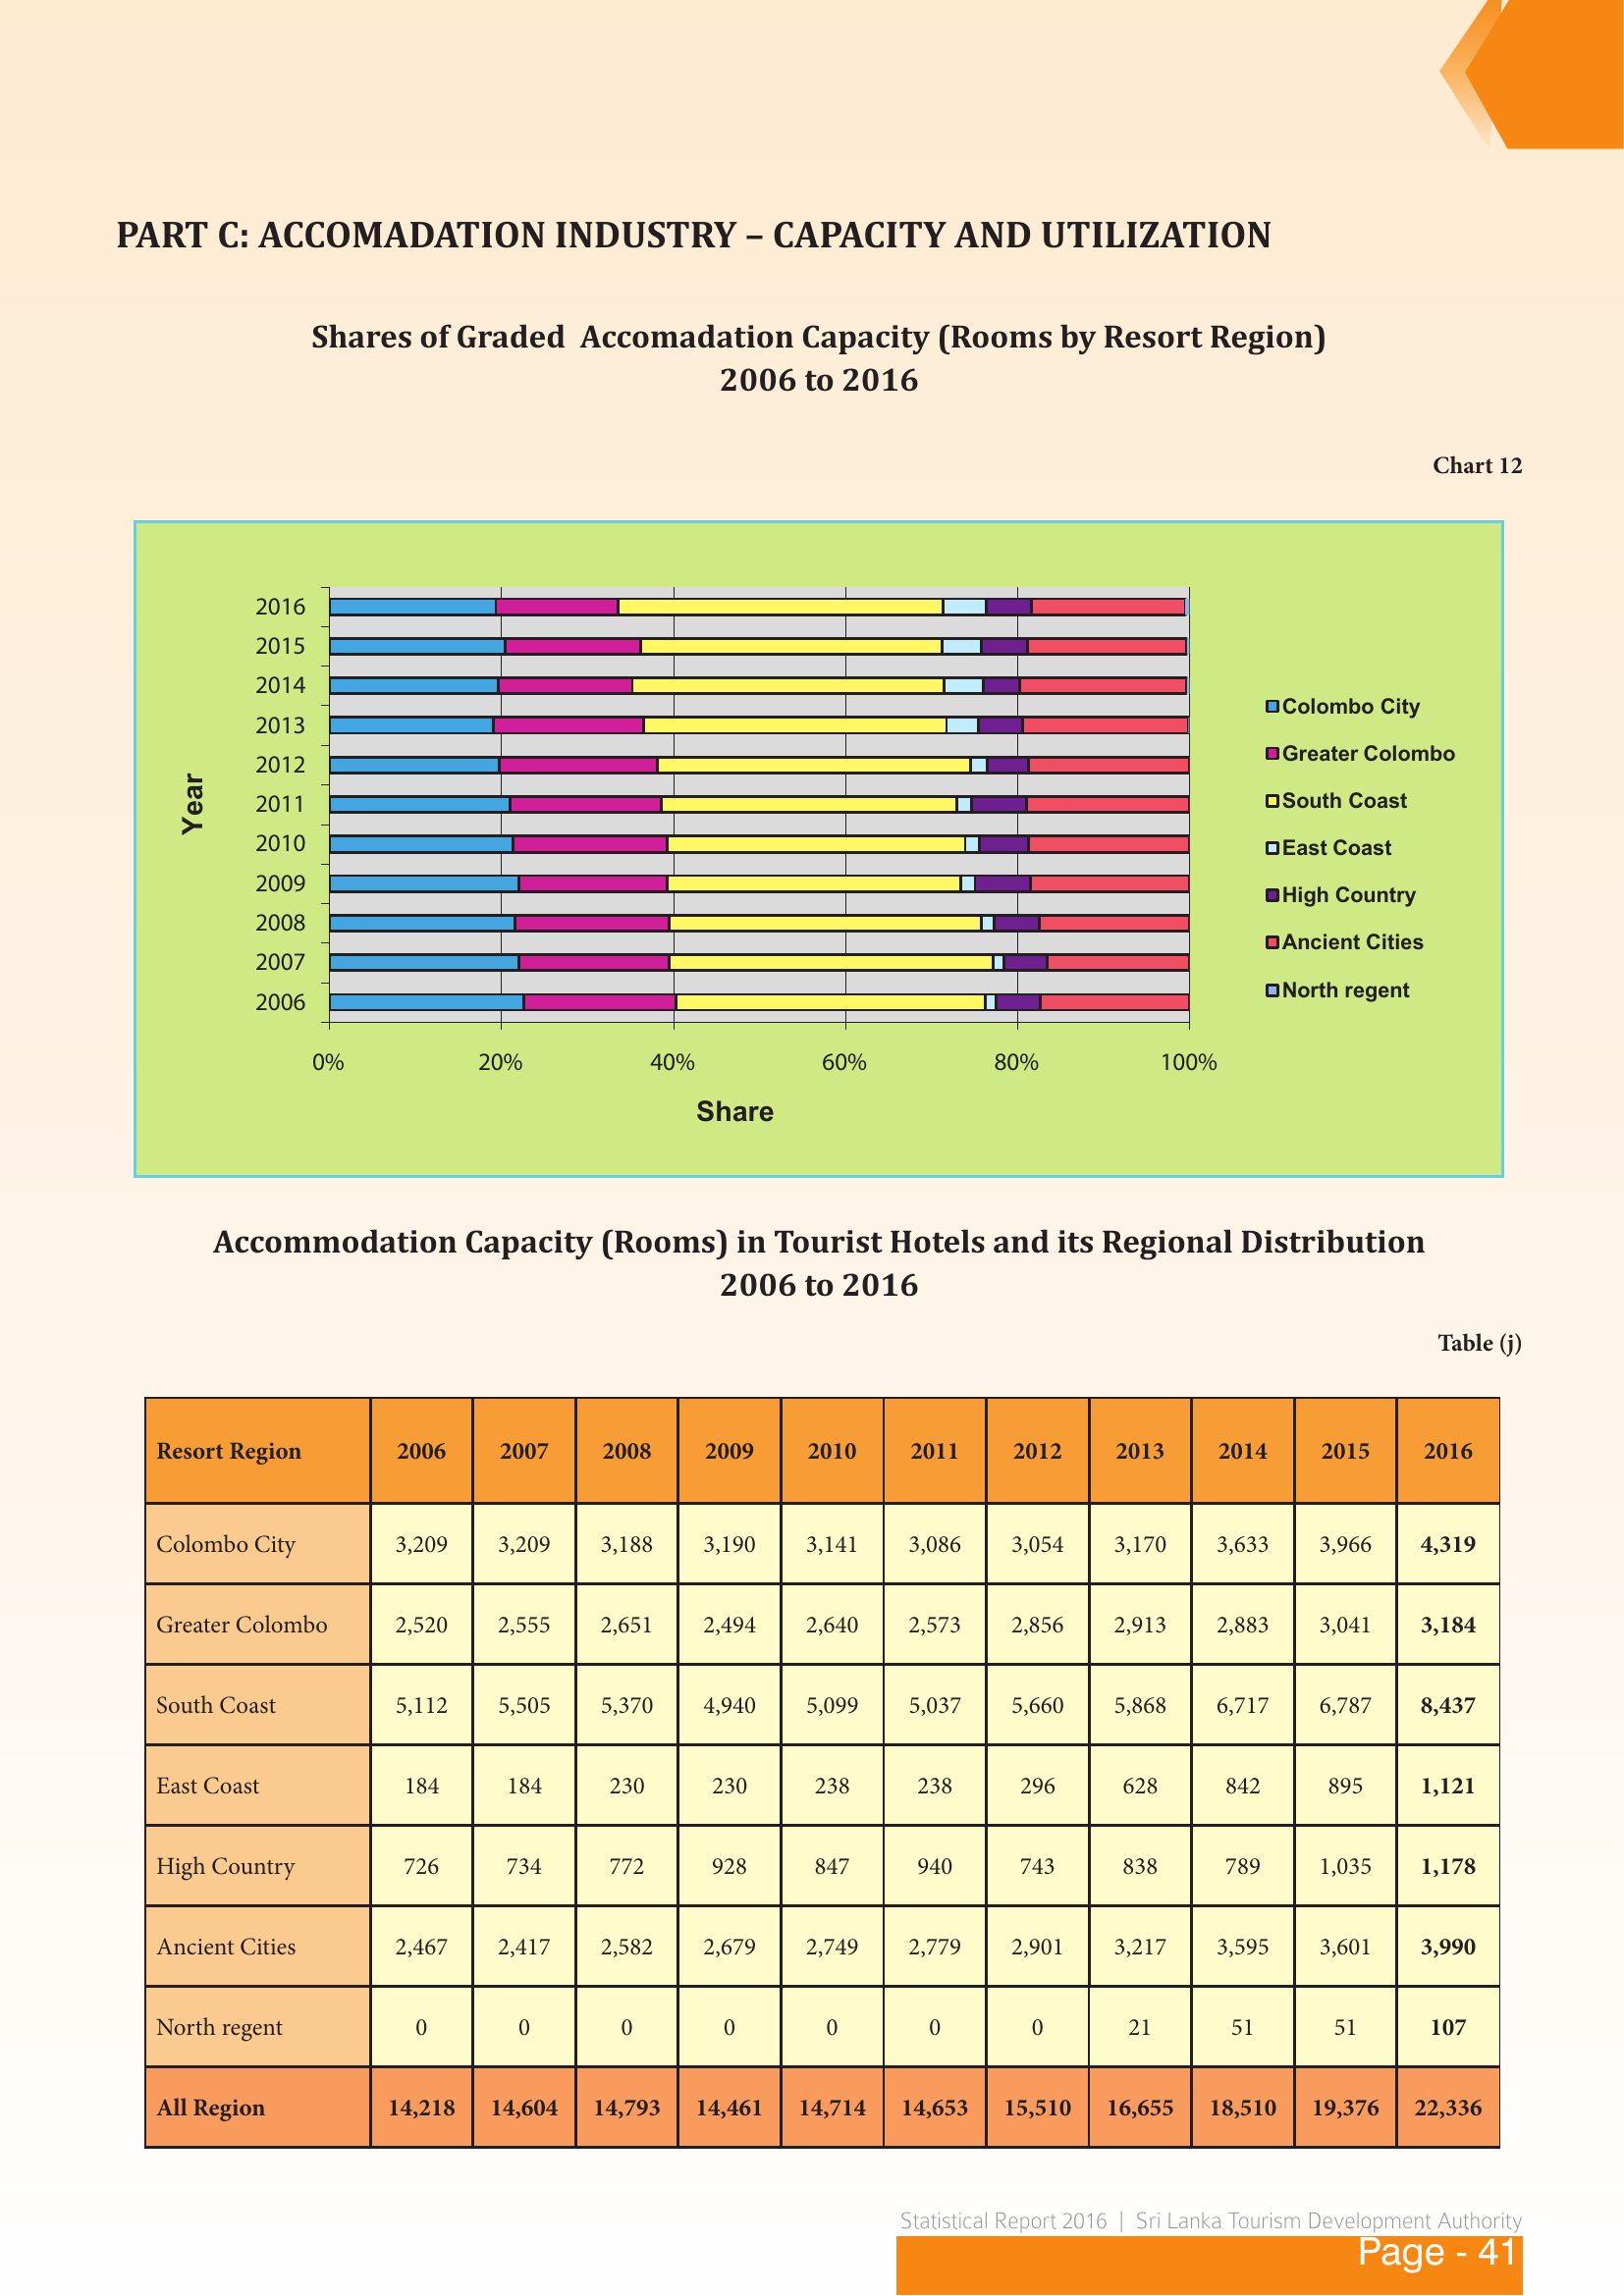 PART C: ACCOMADATION INDUSTRY – CAPACITY AND UTILIZATION
Shares of Graded  Accomadation Capacity (Rooms by Resort Region)
2006 to 2016
Chart 12
2016
2015
2014
2013
2012
2011
2010
2009
2008
2007
2006
Year
0% 20% 40% 60% 80% 100%
Share
Colombo City
Greater Colombo
South Coast
East Coast
High Country
Ancient Cities
North regent
Accommodation Capacity (Rooms) in Tourist Hotels and its Regional Distribution
2006 to 2016
Table (j)
Resort Region 2006 2007 2008 2009 2010 2011 2012 2013 2014 2015 2016
Colombo City 3,209 3,209 3,188 3,190 3,141 3,086 3,054 3,170 3,633 3,966 4,319
Greater Colombo 2,520 2,555 2,651 2,494 2,640 2,573 2,856 2,913 2,883 3,041 3,184
South Coast 5,112 5,505 5,370 4,940 5,099 5,037 5,660 5,868 6,717 6,787 8,437
East Coast 184 184 230 230 238 238 296 628 842 895 1,121
High Country 726 734 772 928 847 940 743 838 789 1,035 1,178
Ancient Cities 2,467 2,417 2,582 2,679 2,749 2,779 2,901 3,217 3,595 3,601 3,990
North regent 0 0 0 0 0 0 0 21 51 51 107
All Region 14,218 14,604 14,793 14,461 14,714 14,653 15,510 16,655 18,510 19,376 22,336
Statistical Report 2016 | Sri Lanka Tourism Development Authority
Page - 41